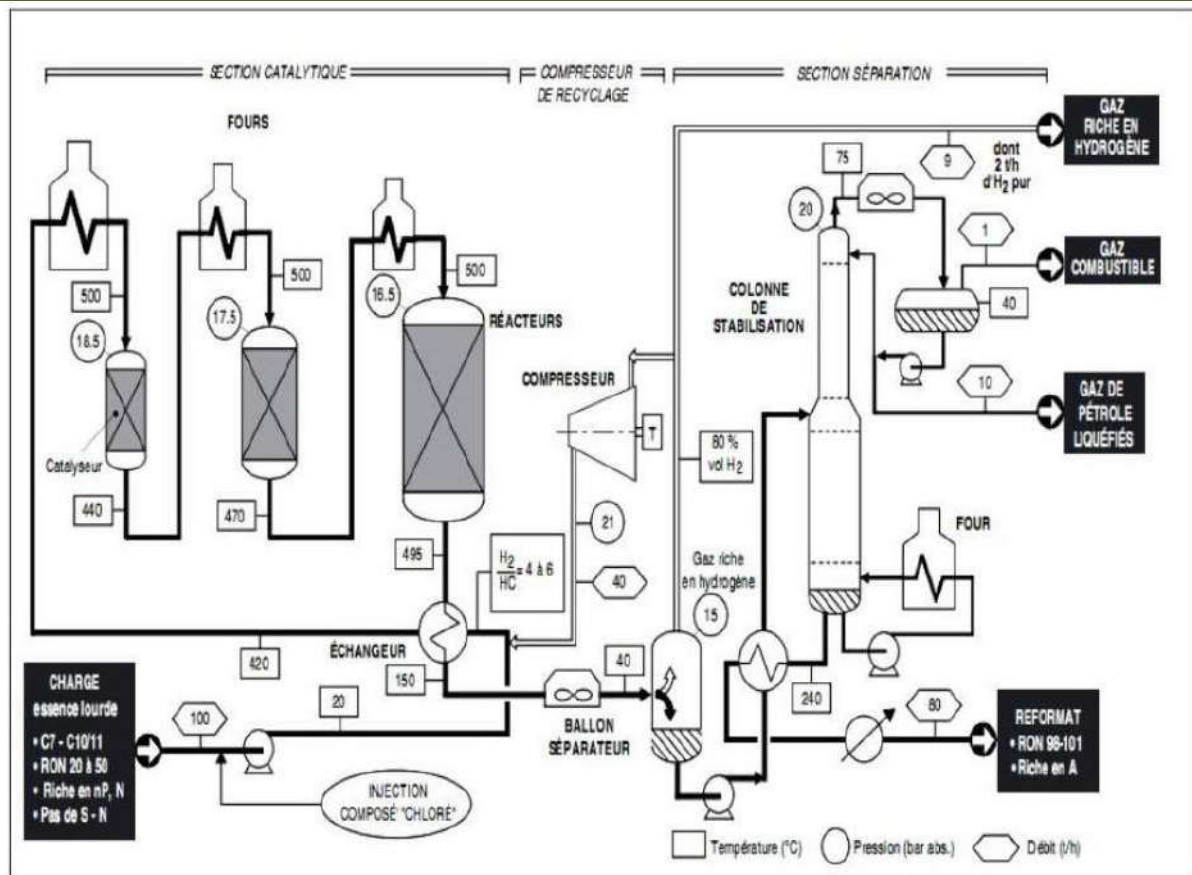 SECTION CATALYTIQUE
COMPRESSEUR
DE RECYCLAGE
SECTION SÉPARATION
FOURS
GAZ
RICHE EN
HYDROGÈNE
9
dont
2 t/h
d'H2 pur
75
20
1
GAZ
COMBUSTIBLE
40
500
500
500
18.5
17.5
16.5
RÉACTEURS
COLONNE
DE
STABILISATION
COMPRESSEUR
T
10
GAZ DE
PÉTROLE
LIQUÉFIÉS
80 %
vol H2
Catalyseur
440
470
495
H2
HC
= 4 à 6
21
40
Gaz riche
en hydrogène
15
FOUR
ÉCHANGEUR
420
150
40
240
BALLON
SÉPARATEUR
CHARGE
essence lourde
• C7 - C10/11
• RON 20 à 50
• Riche en nP, N
• Pas de S - N
100
20
INJECTION
COMPOSÉ "CHLORÉ"
80
REFORMAT
• RON 98-101
• Riche en A
Température (°C)
Pression (bar abs.)
Débit (t/h)